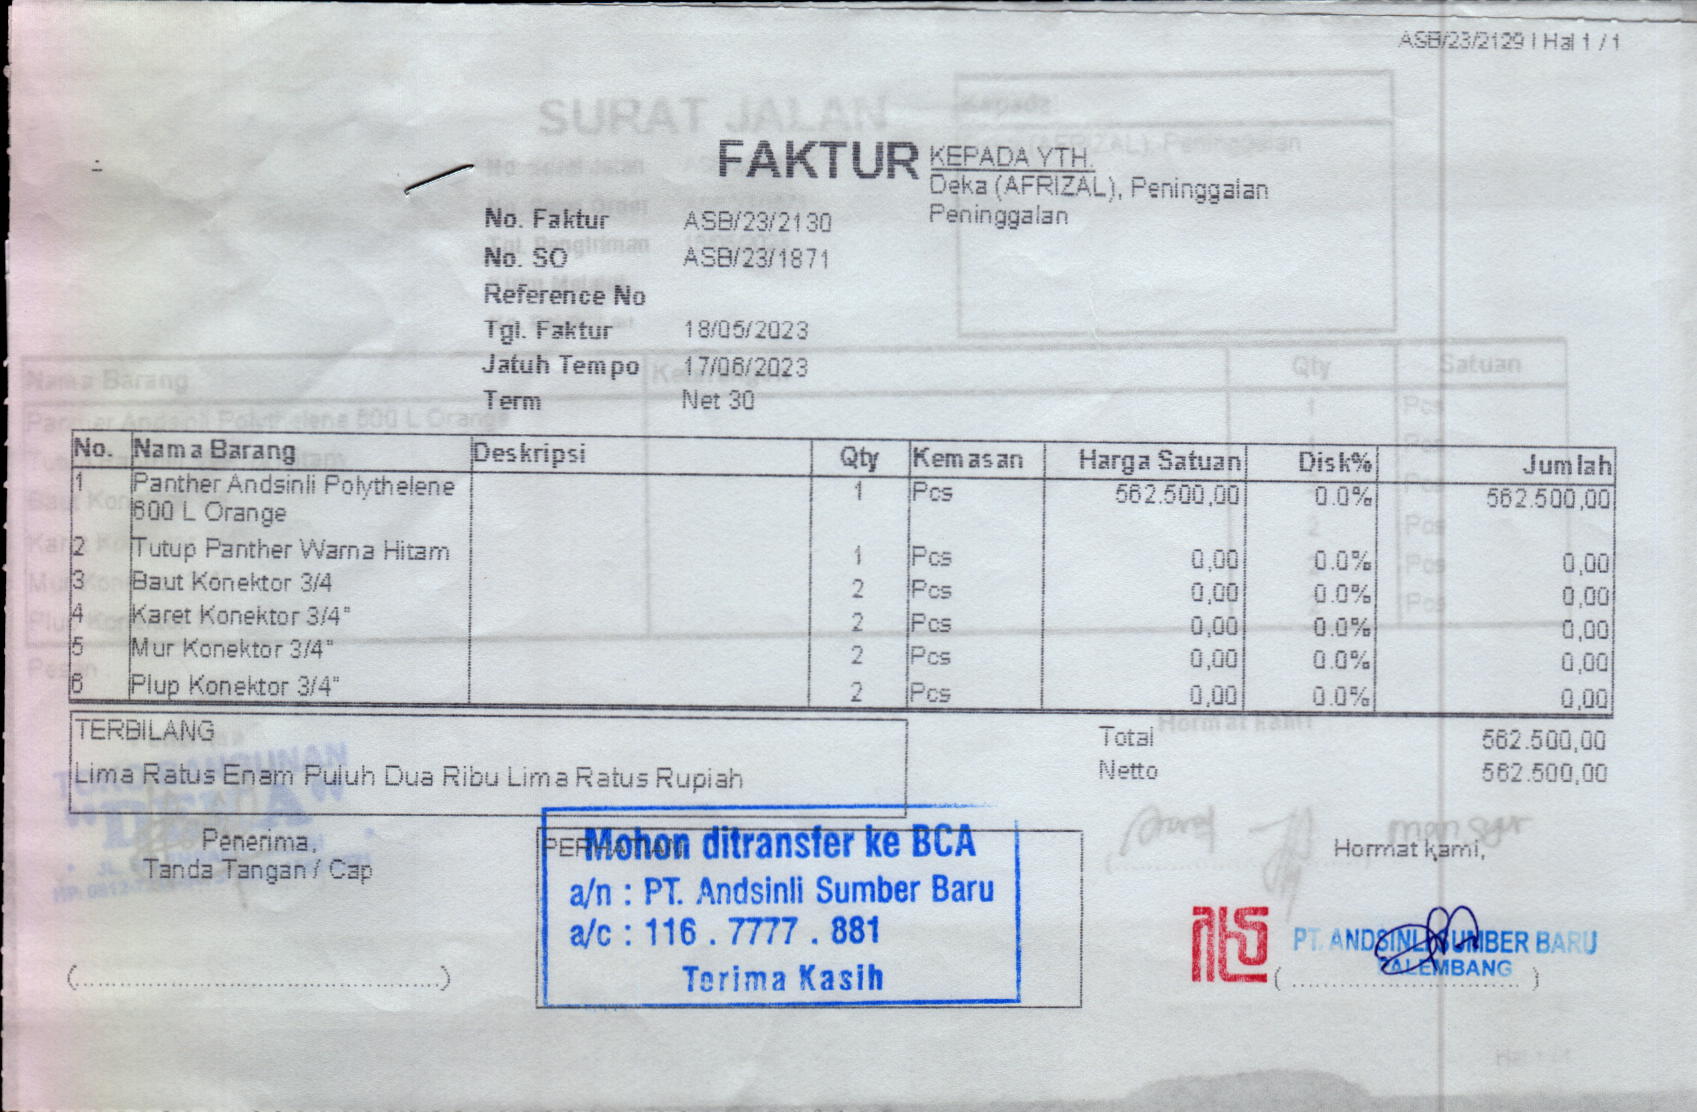 ASB/23/2129 | Hal 1 / 1
SURAT JALAN
FAKTUR
KEPADA YTH.
Deka (AFRIZAL), Peninggalan
Peninggalan
No. Faktur ASB/23/2130
No. SO ASB/23/1871
Reference No
Tgl. Faktur 18/05/2023
Jatuh Tempo 17/06/2023
Term Net 30
No. Nama Barang Deskripsi Qty Kemasan Harga Satuan Disk% Jumlah
1 Panther Andsinli Polythelene 1 Pcs 562.500,00 0.0% 562.500,00
600 L Orange
2 Tutup Panther Warna Hitam 1 Pcs 0,00 0.0% 0,00
3 Baut Konektor 3/4 2 Pcs 0,00 0.0% 0,00
4 Karet Konektor 3/4" 2 Pcs 0,00 0.0% 0,00
5 Mur Konektor 3/4" 2 Pcs 0,00 0.0% 0,00
6 Plup Konektor 3/4" 2 Pcs 0,00 0.0% 0,00
TERBILANG
Lima Ratus Enam Puluh Dua Ribu Lima Ratus Rupiah
Total 562.500,00
Netto 562.500,00
Penerima,
Tanda Tangan / Cap
Mohon ditransfer ke BCA
a/n : PT. Andsinli Sumber Baru
a/c : 116 . 7777 . 881
Terima Kasih
Hormat kami,
PT. ANDSINLI SUMBER BARU
PALEMBANG